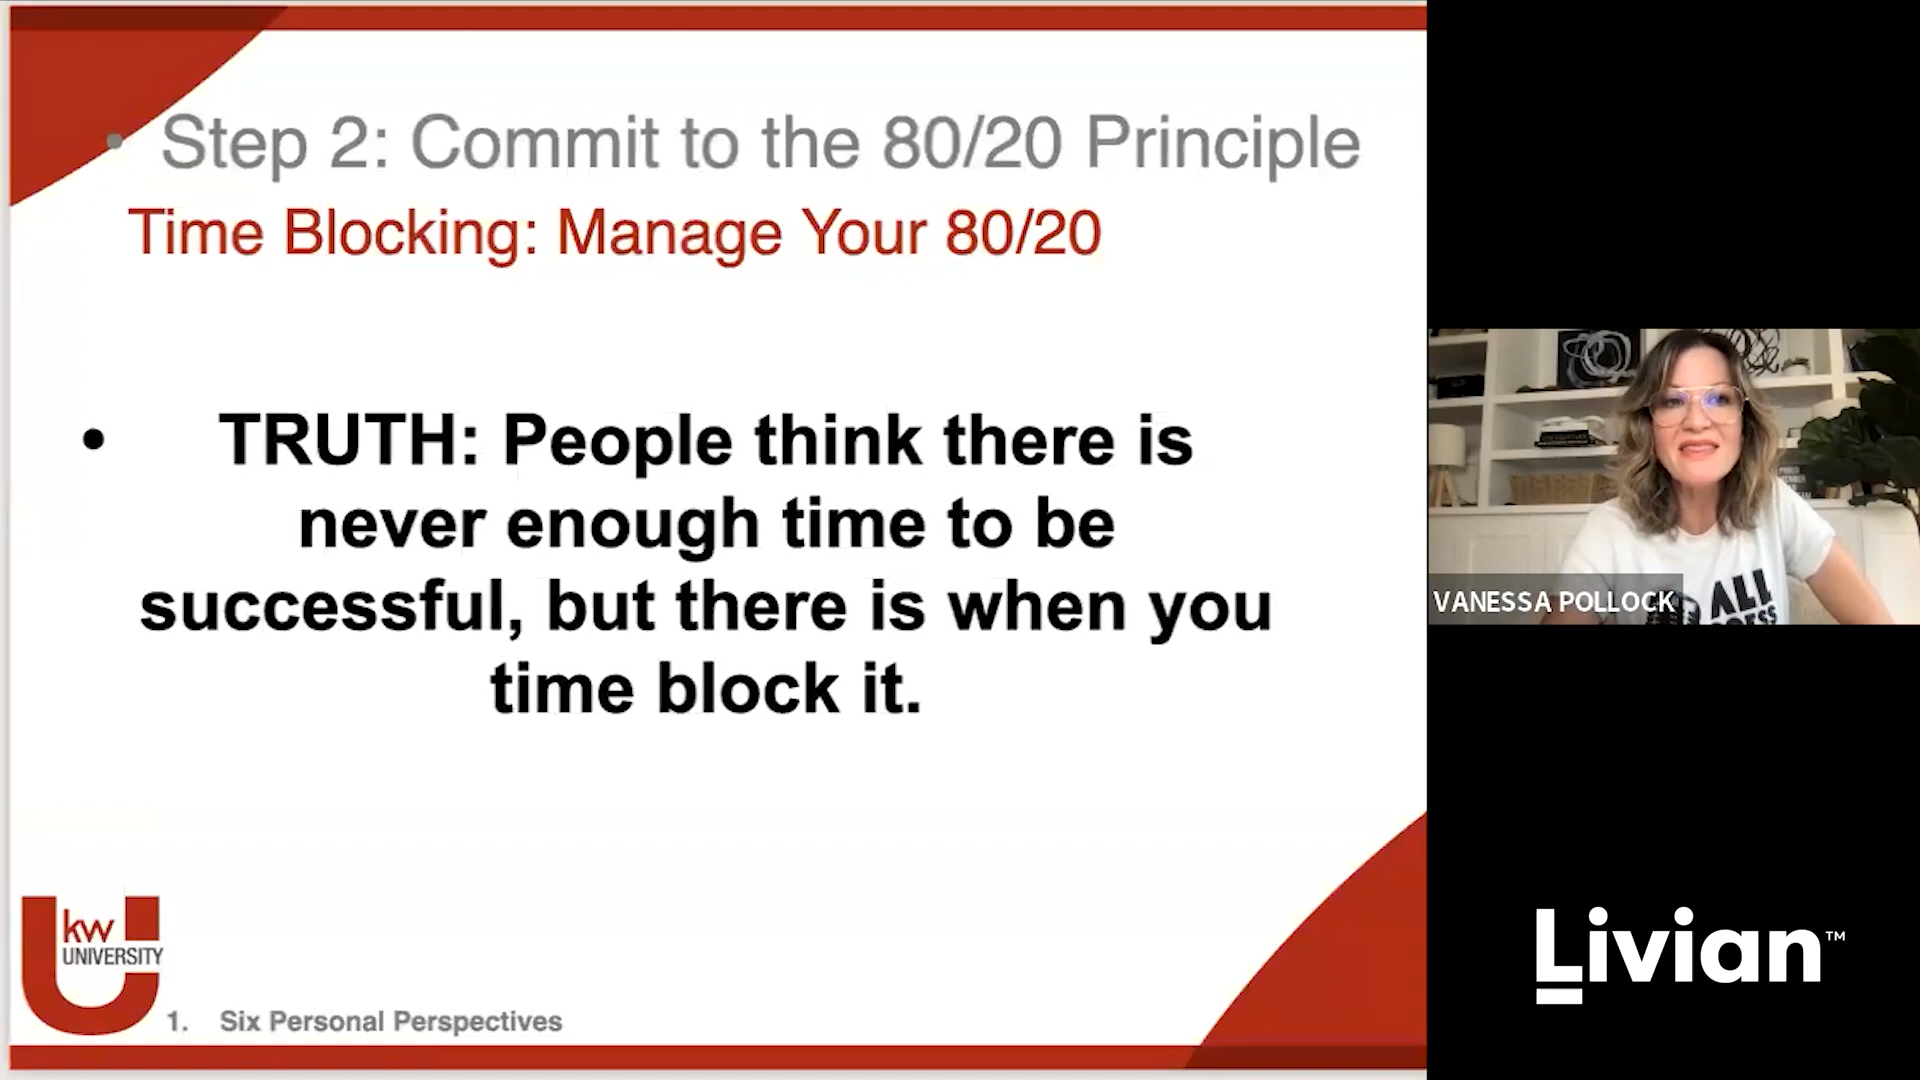 • Step 2: Commit to the 80/20 Principle
Time Blocking: Manage Your 80/20
• TRUTH: People think there is
never enough time to be
successful, but there is when you
time block it.
kw
UNIVERSITY
1. Six Personal Perspectives
VANESSA POLLOCK
ALL
Livian™